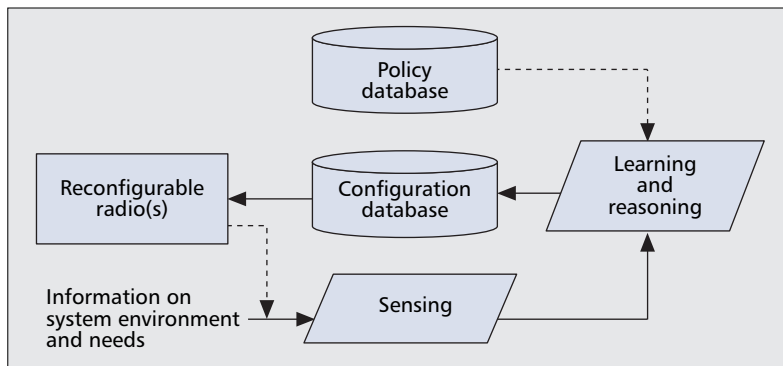 Policy
database
Learning
and
reasoning
Reconfigurable
radio(s)
Configuration
database
Information on
system environment
and needs
Sensing